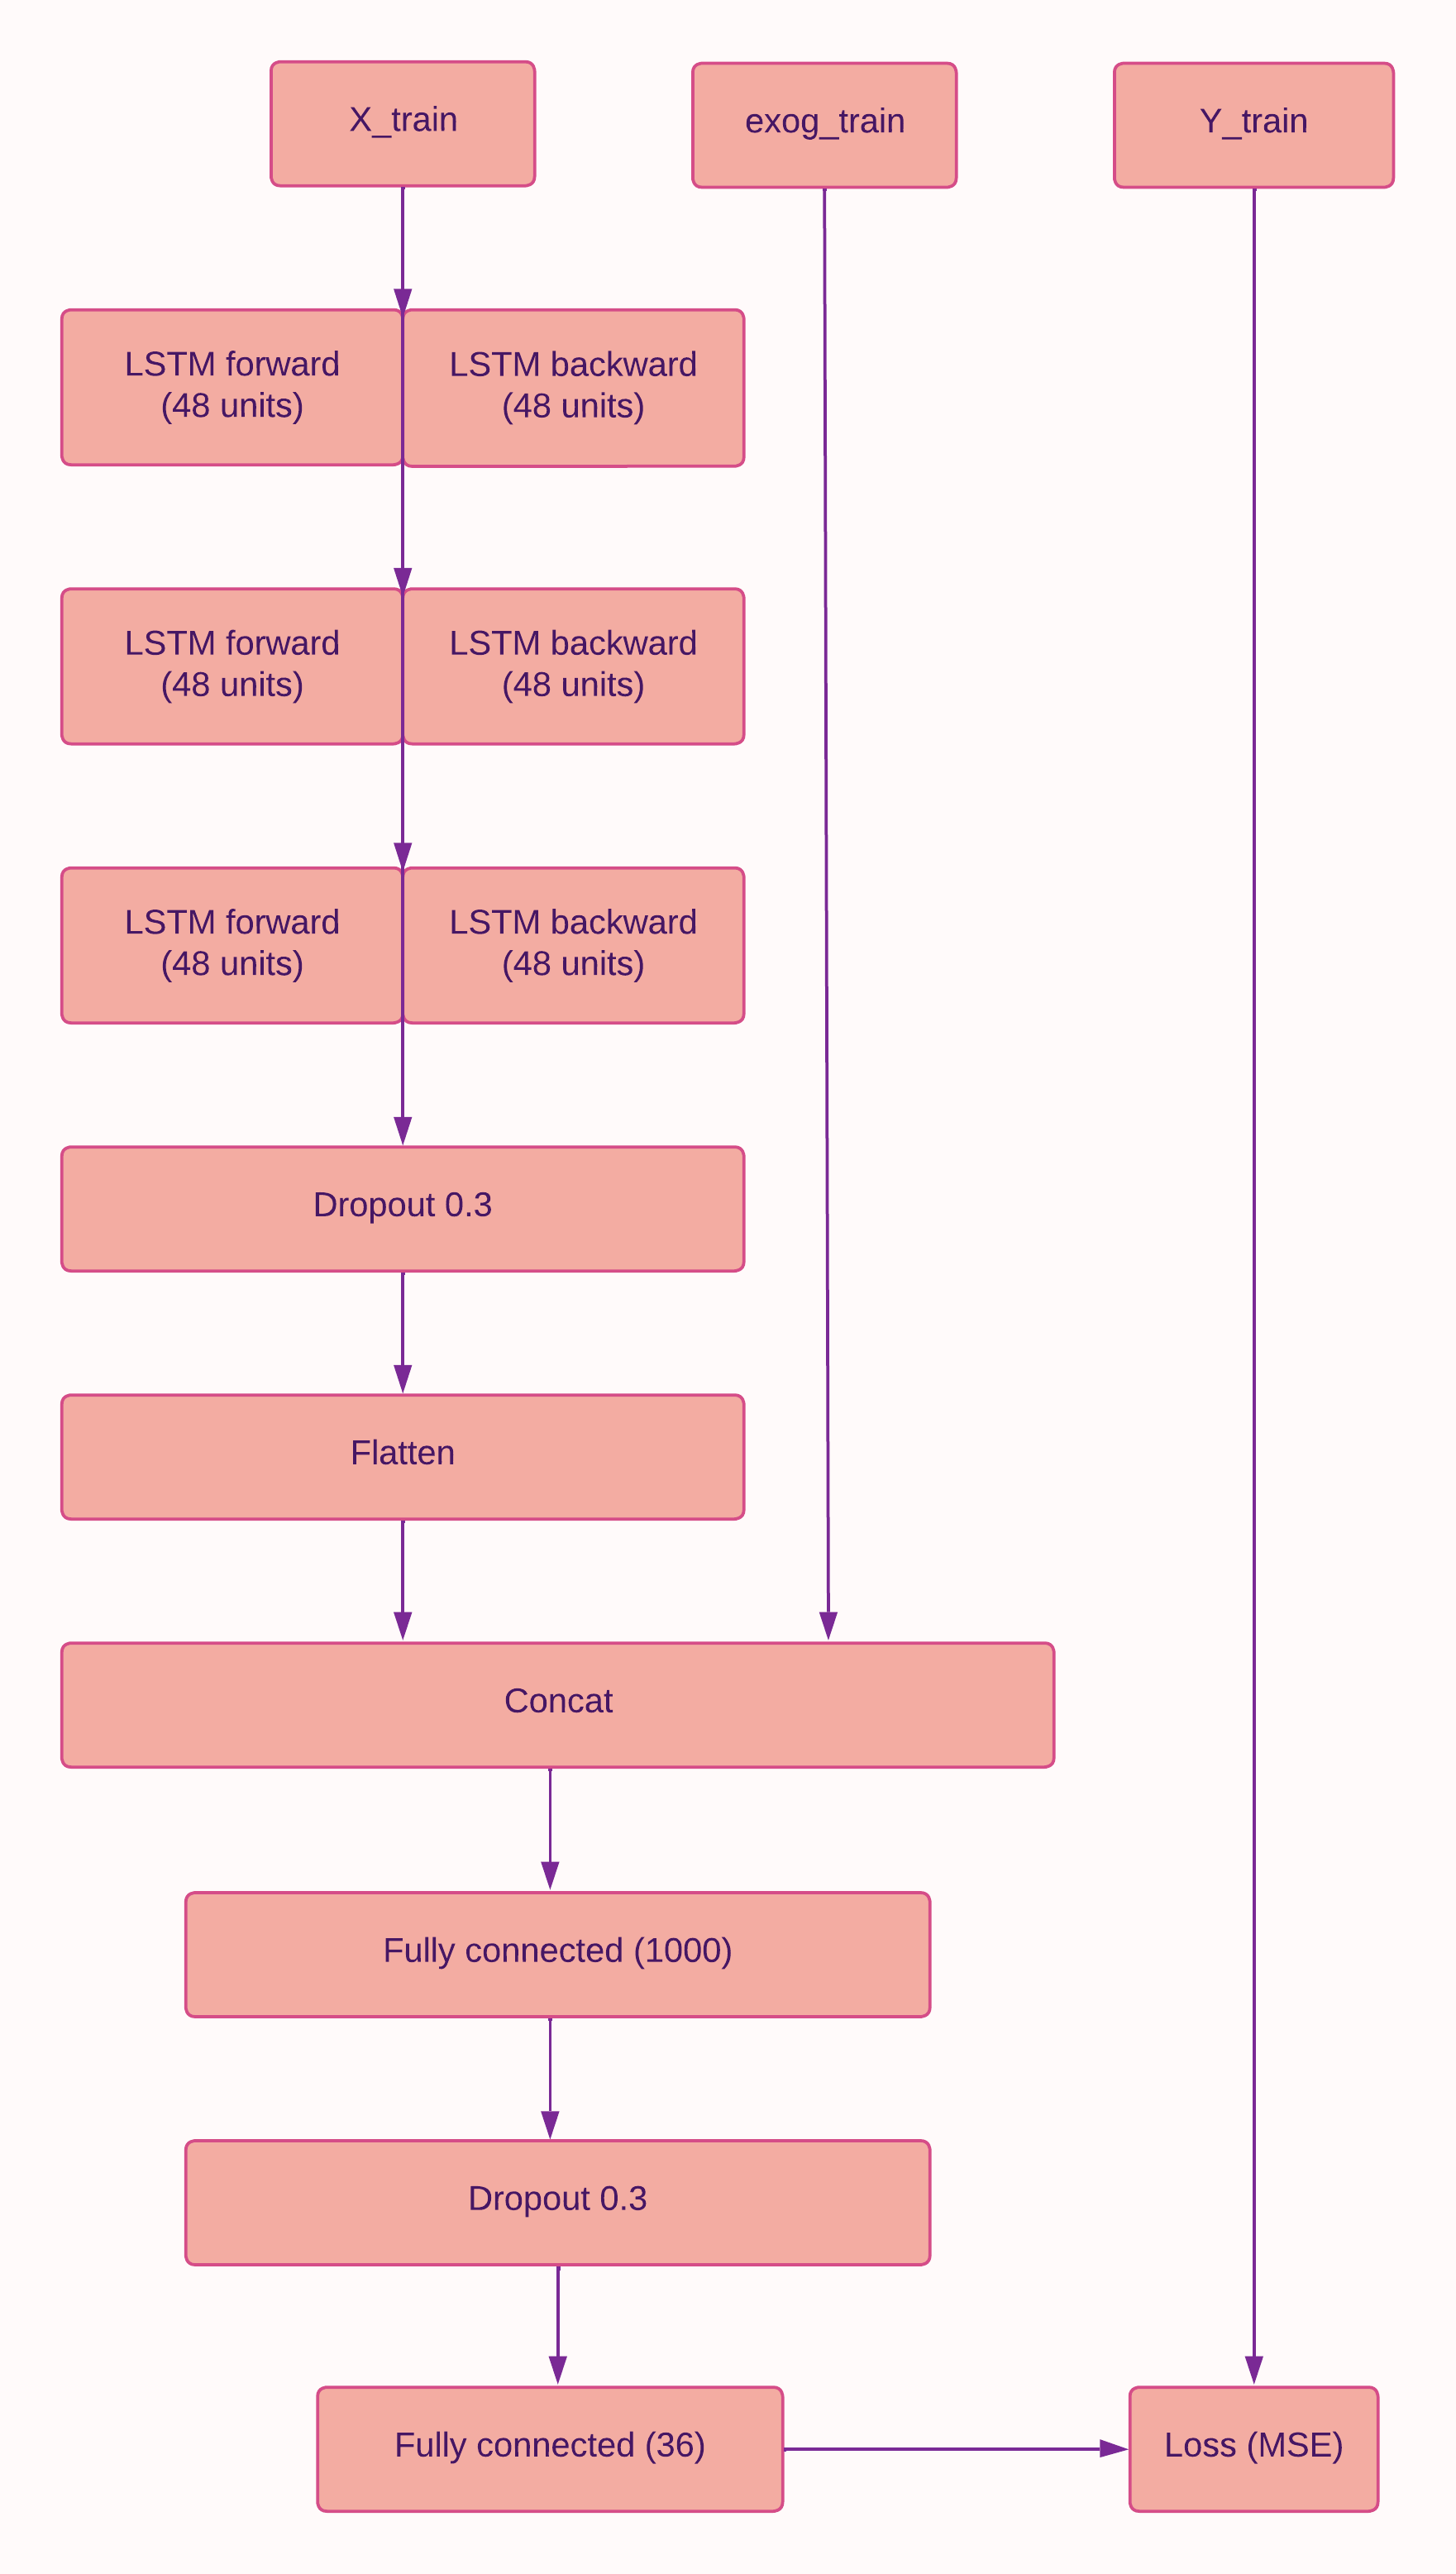 X_train
exog_train
Y_train
LSTM forward
(48 units)
LSTM backward
(48 units)
LSTM forward
(48 units)
LSTM backward
(48 units)
LSTM forward
(48 units)
LSTM backward
(48 units)
Dropout 0.3
Flatten
Concat
Fully connected (1000)
Dropout 0.3
Fully connected (36)
Loss (MSE)